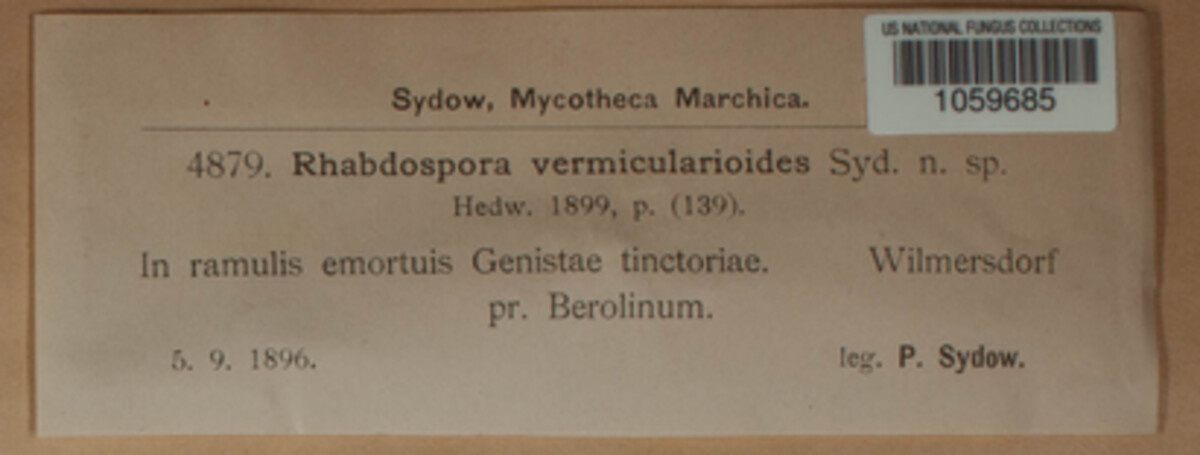 US NATIONAL FUNGUS COLLECTIONS
1059685
Sydow, Mycotheca Marchica.
4879. Rhabdospora vermicularioides Syd. n. sp.
Hedw. 1899, p. (139).
In ramulis emortuis Genistae tinctoriae. Wilmersdorf
pr. Berolinum.
5. 9. 1896. leg. P. Sydow.